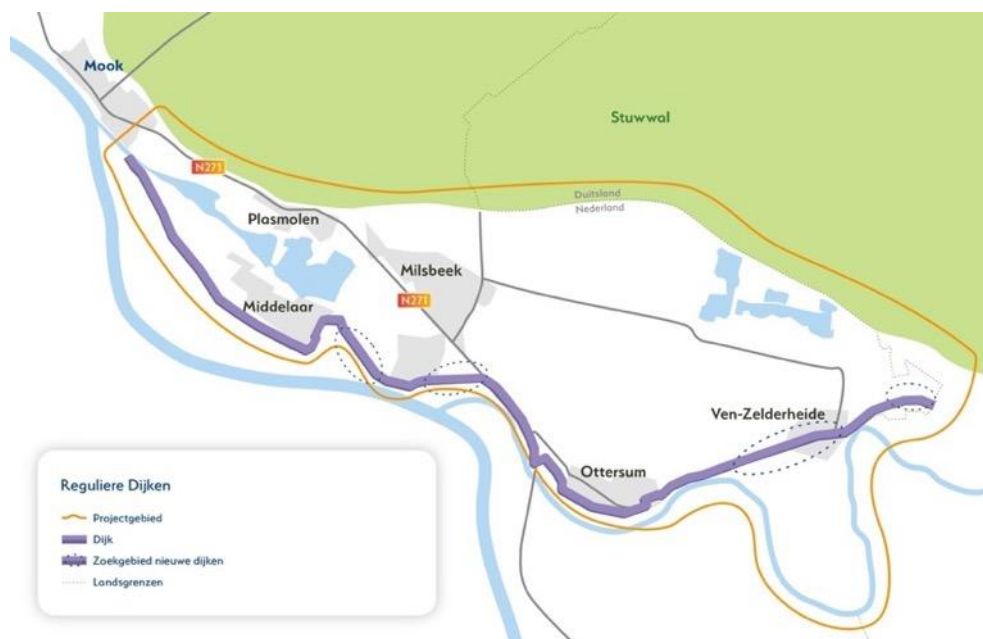 Mook
Stuwwal
N271
Duitsland
Nederland
Plasmolen
Milsbeek
N271
Middelaar
Ven-Zelderheide
Ottersum
Reguliere Dijken
Projectgebied
Dijk
Zoekgebied nieuwe dijken
Landsgrenzen